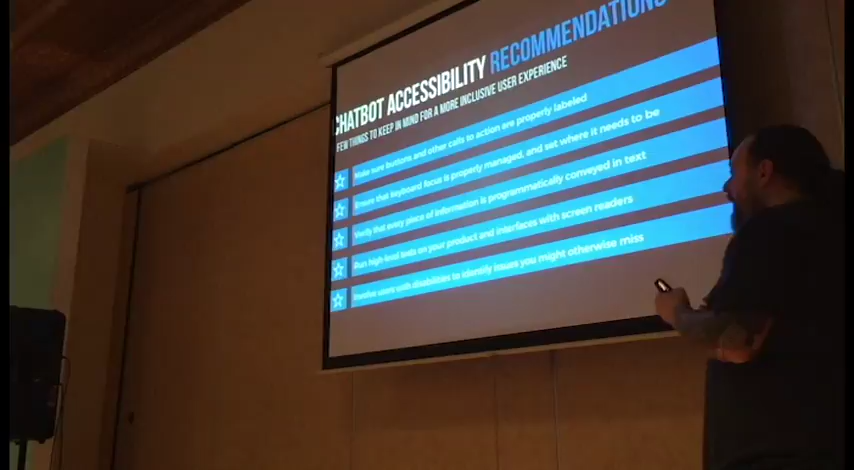 CHATBOT ACCESSIBILITY RECOMMENDATIONS
FEW THINGS TO KEEP IN MIND FOR A MORE INCLUSIVE USER EXPERIENCE
Make sure buttons and other calls to action are properly labeled
Ensure that keyboard focus is properly managed, and set where it needs to be
Verify that every piece of information is programmatically conveyed in text
Run high-level tests on your product and interfaces with screen readers
Involve users with disabilities to identify issues you might otherwise miss